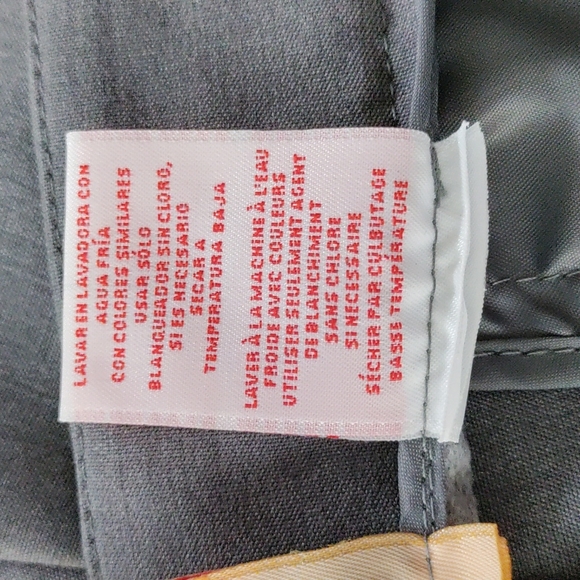 LAVAR EN LAVADORA CON
AGUA FRÍA
CON COLORES SIMILARES
USAR SÓLO
BLANQUEADOR SIN CLORO,
SI ES NECESARIO
SECAR A
TEMPERATURA BAJA
LAVER À LA MACHINE À L'EAU
FROIDE AVEC COULEURS
UTILISER SEULEMENT AGENT
DE BLANCHIMENT
SANS CHLORE
SI NECESSAIRE
SÉCHER PAR CULBUTAGE
BASSE TEMPÉRATURE